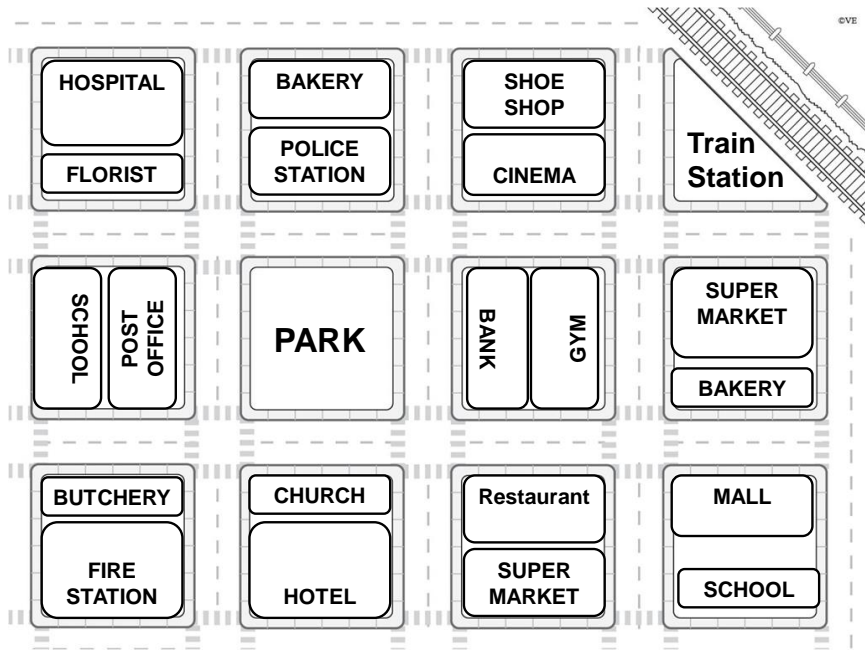 ©VE
HOSPITAL
FLORIST
BAKERY
POLICE
STATION
SHOE
SHOP
CINEMA
Train
Station
SCHOOL
POST
OFFICE
PARK
BANK
GYM
SUPER
MARKET
BAKERY
BUTCHERY
FIRE
STATION
CHURCH
HOTEL
Restaurant
SUPER
MARKET
MALL
SCHOOL